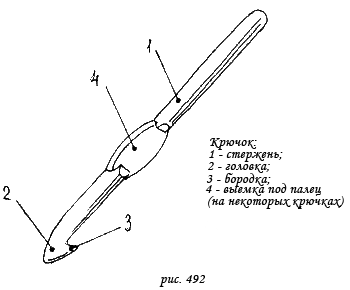 1
4
Крючок:
1 - стержень;
2 - головка;
3 - бородка;
4 - выемка под палец
(на некоторых крючках)
2
3
рис. 492